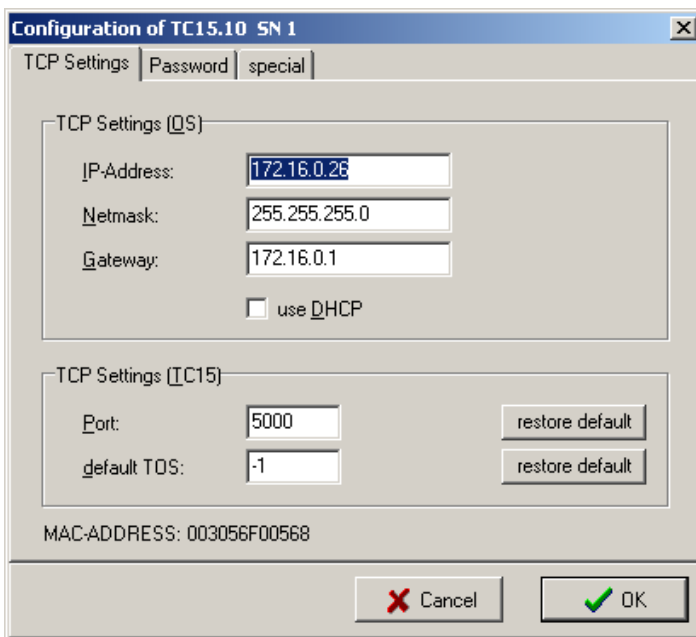 Configuration of TC15.10 SN 1
TCP Settings Password special
TCP Settings (OS)
IP-Address: 172.16.0.26
Netmask: 255.255.255.0
Gateway: 172.16.0.1
use DHCP
TCP Settings (TC15)
Port: 5000 restore default
default TOS: -1 restore default
MAC-ADDRESS: 003056F00568
Cancel OK